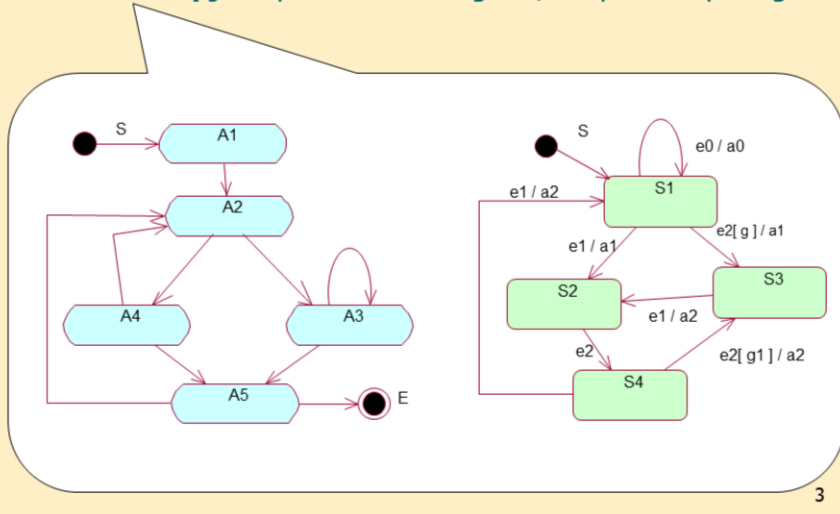 S
A1
A2
A4
A3
A5
E
S
e0 / a0
S1
e1 / a2
e2[ g ] / a1
e1 / a1
S2
S3
e1 / a2
e2
e2[ g1 ] / a2
S4
3